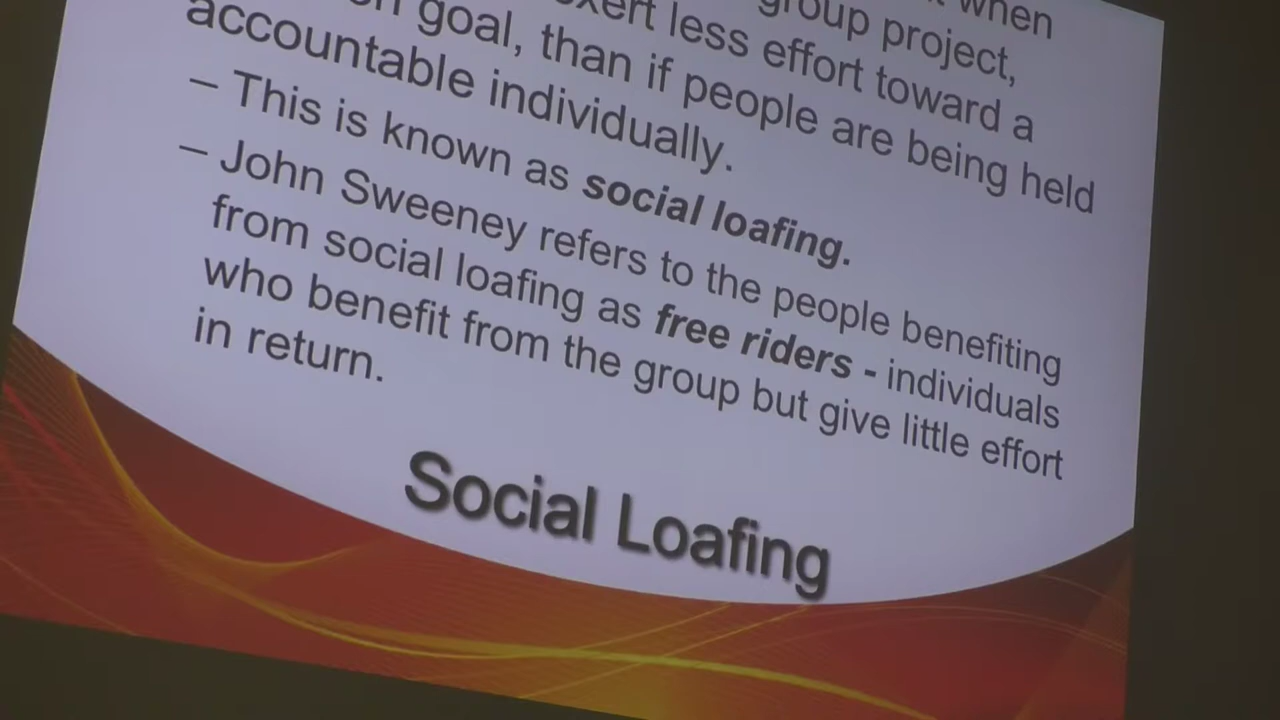 when
group project,
exert less effort toward a
goal, than if people are being held
accountable individually.
– This is known as social loafing.
– John Sweeney refers to the people benefiting
from social loafing as free riders - individuals
who benefit from the group but give little effort
in return.
Social Loafing